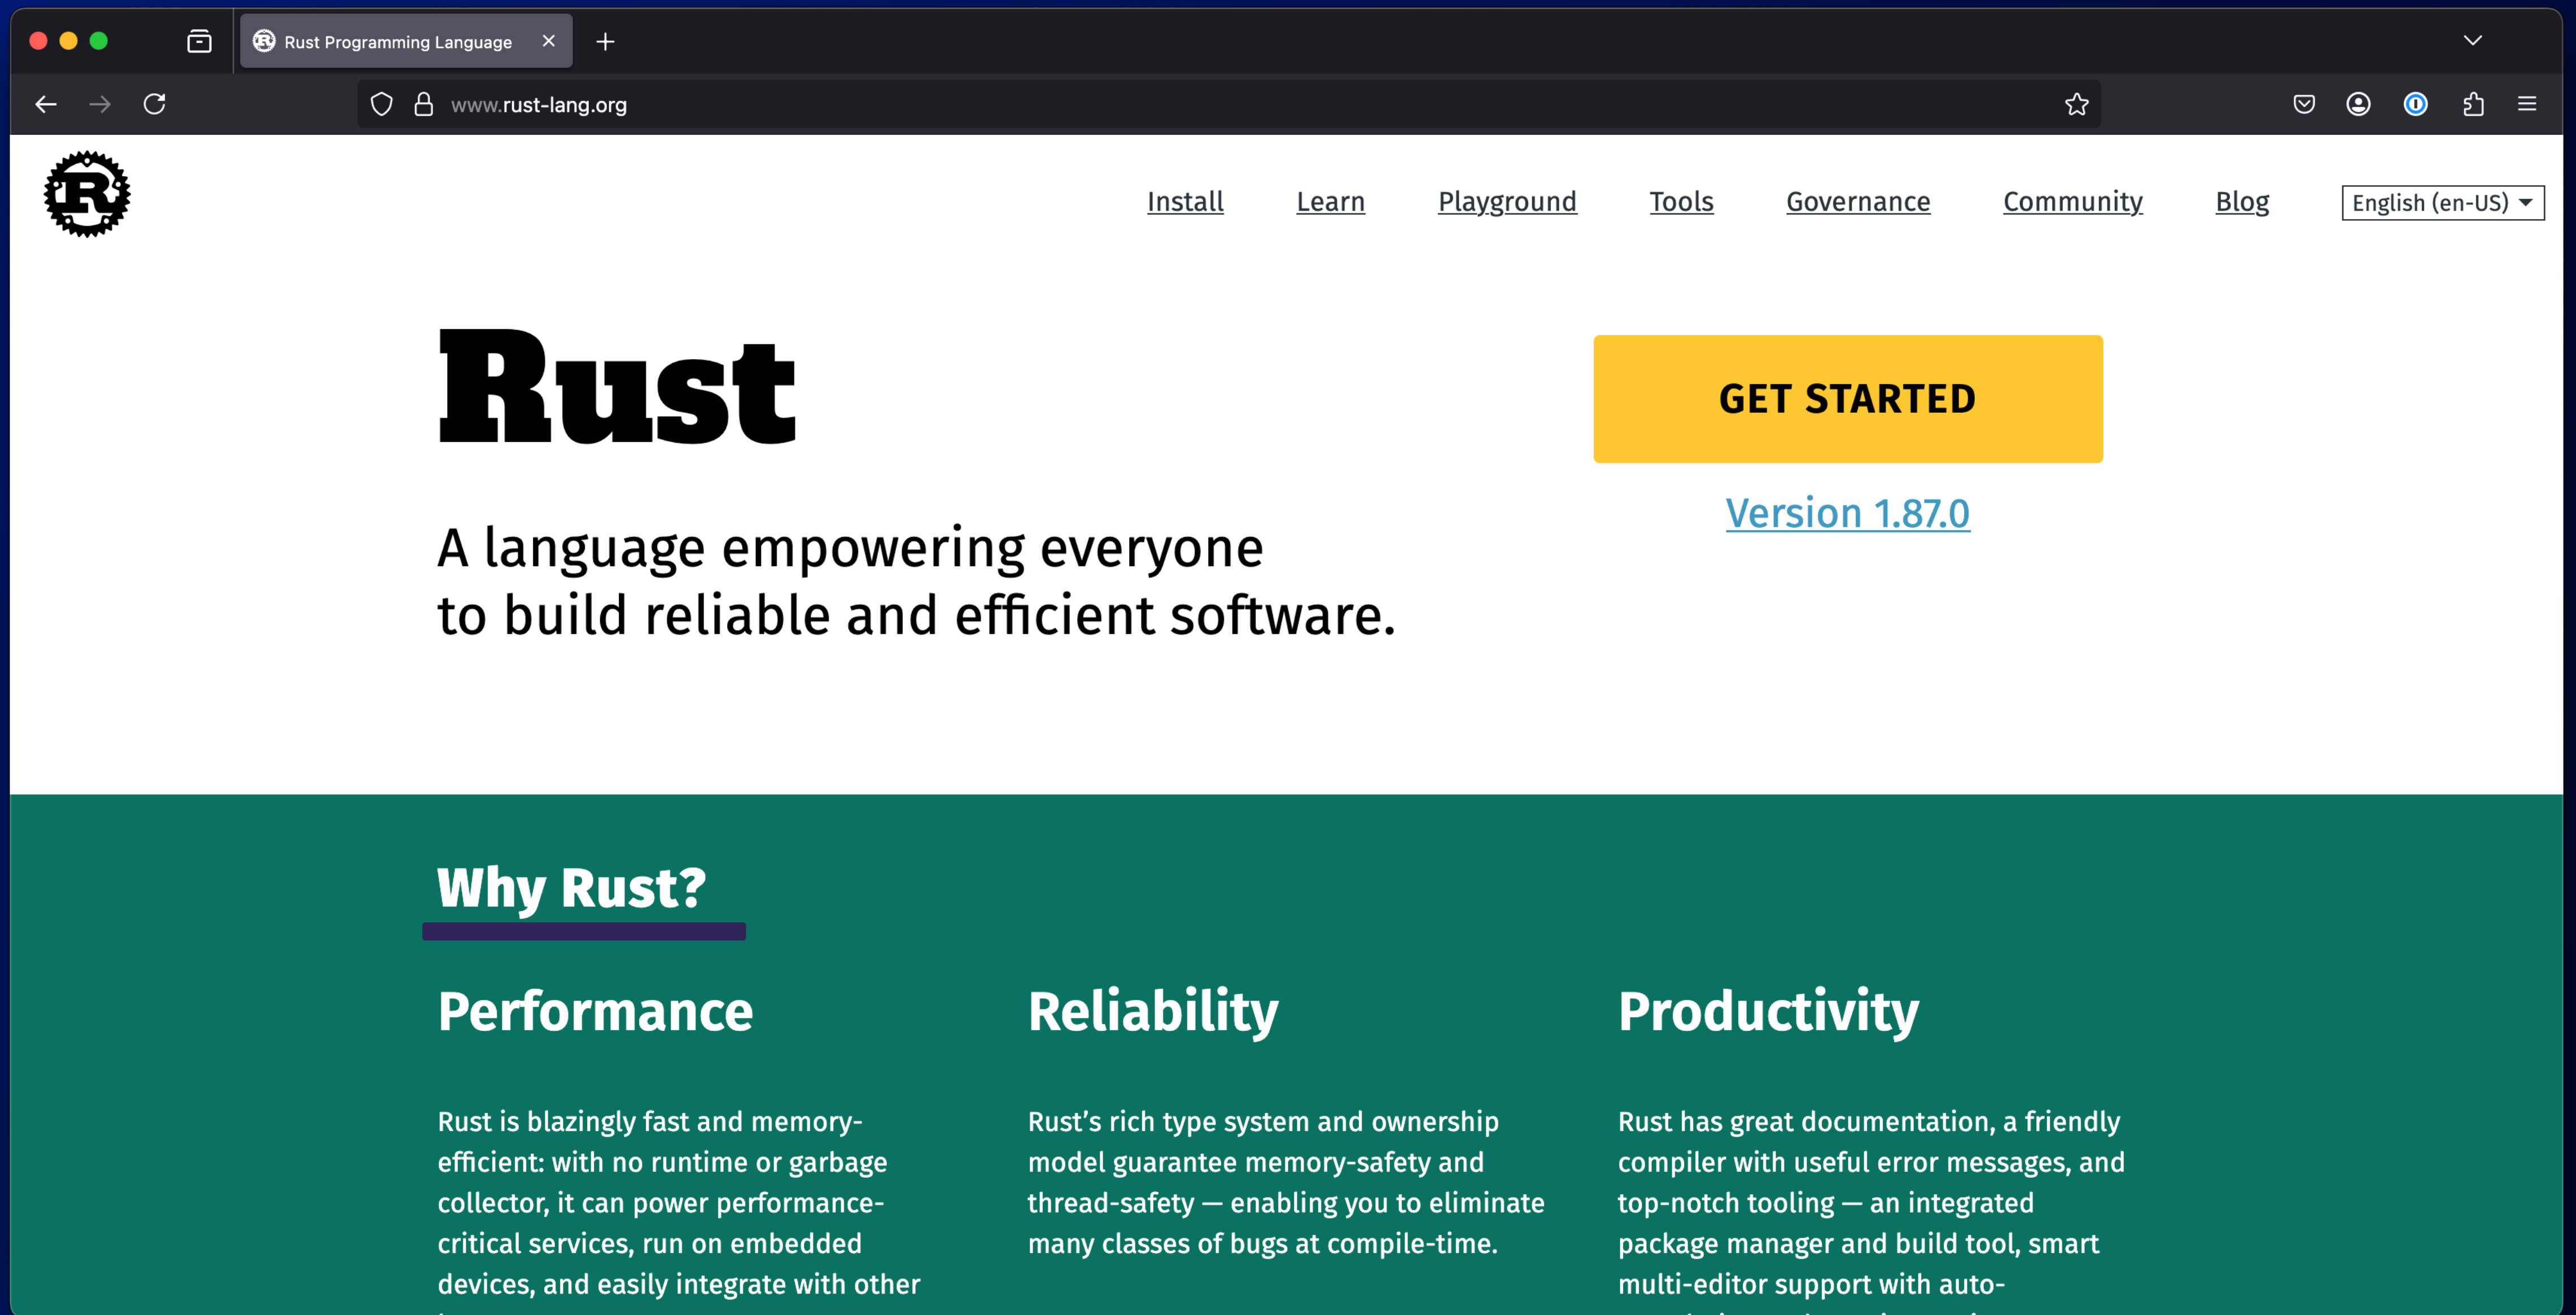 Rust Programming Language
www.rust-lang.org
R
Install Learn Playground Tools Governance Community Blog English (en-US)
Rust
GET STARTED
Version 1.87.0
A language empowering everyone
to build reliable and efficient software.
Why Rust?
Performance
Rust is blazingly fast and memory-
efficient: with no runtime or garbage
collector, it can power performance-
critical services, run on embedded
devices, and easily integrate with other
Reliability
Rust’s rich type system and ownership
model guarantee memory-safety and
thread-safety — enabling you to eliminate
many classes of bugs at compile-time.
Productivity
Rust has great documentation, a friendly
compiler with useful error messages, and
top-notch tooling — an integrated
package manager and build tool, smart
multi-editor support with auto-